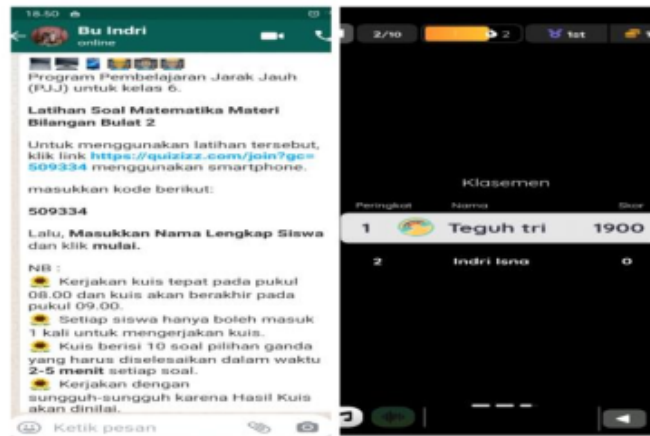 18.50
Bu Indri
online
Program Pembelajaran Jarak Jauh
(PJJ) untuk kelas 6.
Latihan Soal Matematika Materi
Bilangan Bulat 2
Untuk menggunakan latihan tersebut,
klik link https://quizizz.com/join?gc=
509334 menggunakan smartphone.
masukkan kode berikut:
509334
Lalu, Masukkan Nama Lengkap Siswa
dan klik mulai.
NB :
Kerjakan kuis tepat pada pukul
08.00 dan kuis akan berakhir pada
pukul 09.00.
Setiap siswa hanya boleh masuk
1 kali untuk mengerjakan kuis.
Kuis berisi 10 soal pilihan ganda
yang harus diselesaikan dalam waktu
2-5 menit setiap soal.
Kerjakan dengan
sungguh-sungguh karena Hasil Kuis
akan dinilai.
Ketik pesan
2/10 2 1st
Klasemen
Peringkat Nama Skor
1 Teguh tri 1900
2 Indri Isna 0